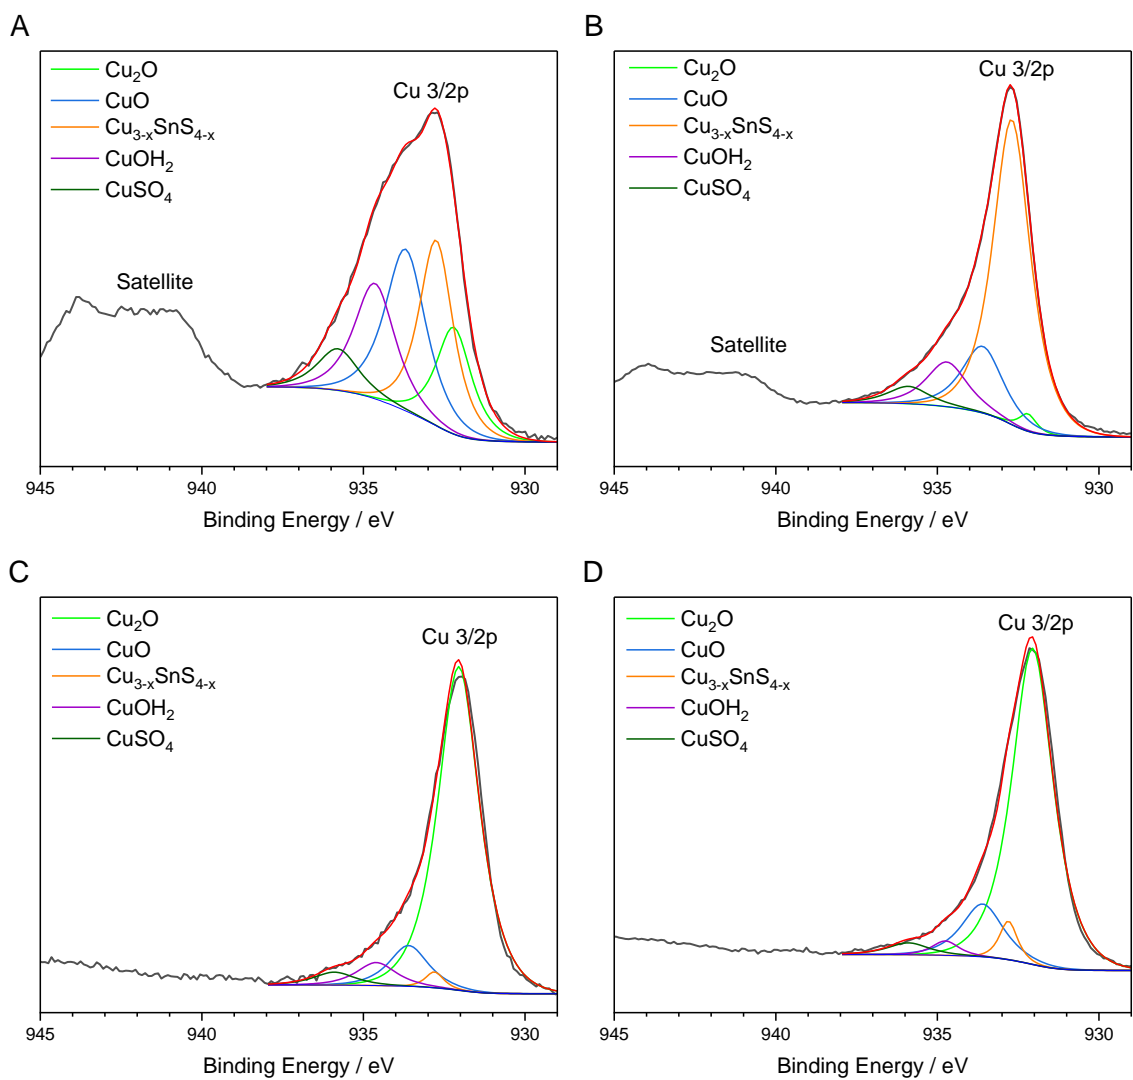 A
Cu₂O
CuO
Cu₃₋ₓSnS₄₋ₓ
CuOH₂
CuSO₄
Cu 3/2p
Satellite
945 940 935 930
Binding Energy / eV
B
Cu₂O
CuO
Cu₃₋ₓSnS₄₋ₓ
CuOH₂
CuSO₄
Cu 3/2p
Satellite
945 940 935 930
Binding Energy / eV
C
Cu₂O
CuO
Cu₃₋ₓSnS₄₋ₓ
CuOH₂
CuSO₄
Cu 3/2p
945 940 935 930
Binding Energy / eV
D
Cu₂O
CuO
Cu₃₋ₓSnS₄₋ₓ
CuOH₂
CuSO₄
Cu 3/2p
945 940 935 930
Binding Energy / eV